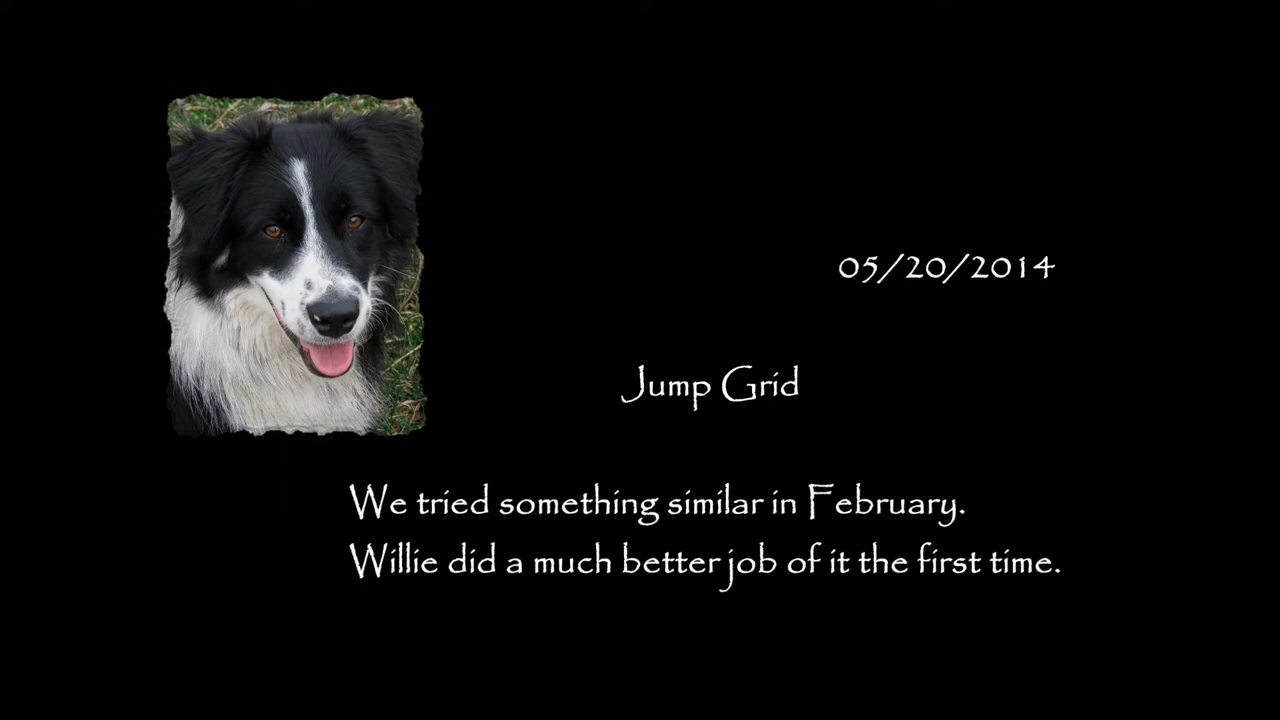 05/20/2014
Jump Grid
We tried something similar in February.
Willie did a much better job of it the first time.